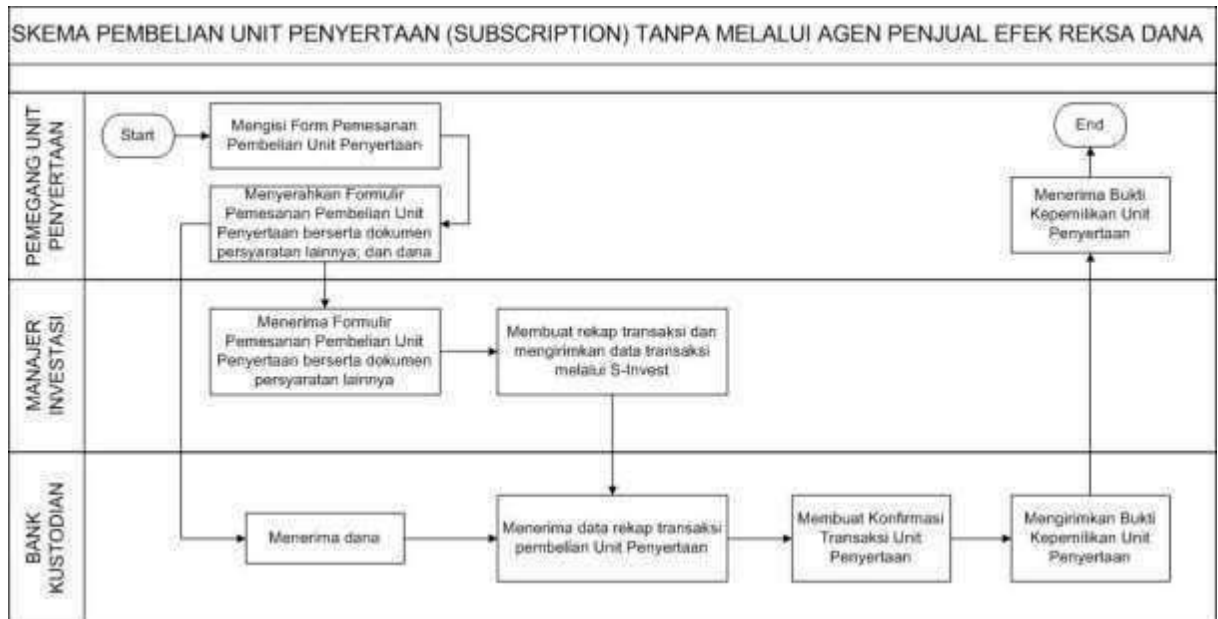 SKEMA PEMBELIAN UNIT PENYERTAAN (SUBSCRIPTION) TANPA MELALUI AGEN PENJUAL EFEK REKSA DANA
PEMEGANG UNIT
PENYERTAAN
Start
Mengisi Form Pemesanan
Pembelian Unit Penyertaan
Menyerahkan Formulir
Pemesanan Pembelian Unit
Penyertaan berserta dokumen
persyaratan lainnya; dan dana
End
Menerima Bukti
Kepemilikan Unit
Penyertaan
MANAJER
INVESTASI
Menerima Formulir
Pemesanan Pembelian Unit
Penyertaan berserta dokumen
persyaratan lainnya
Membuat rekap transaksi dan
mengirimkan data transaksi
melalui S-Invest
BANK
KUSTODIAN
Menerima dana
Menerima data rekap transaksi
pembelian Unit Penyertaan
Membuat Konfirmasi
Transaksi Unit
Penyertaan
Mengirimkan Bukti
Kepemilikan Unit
Penyertaan